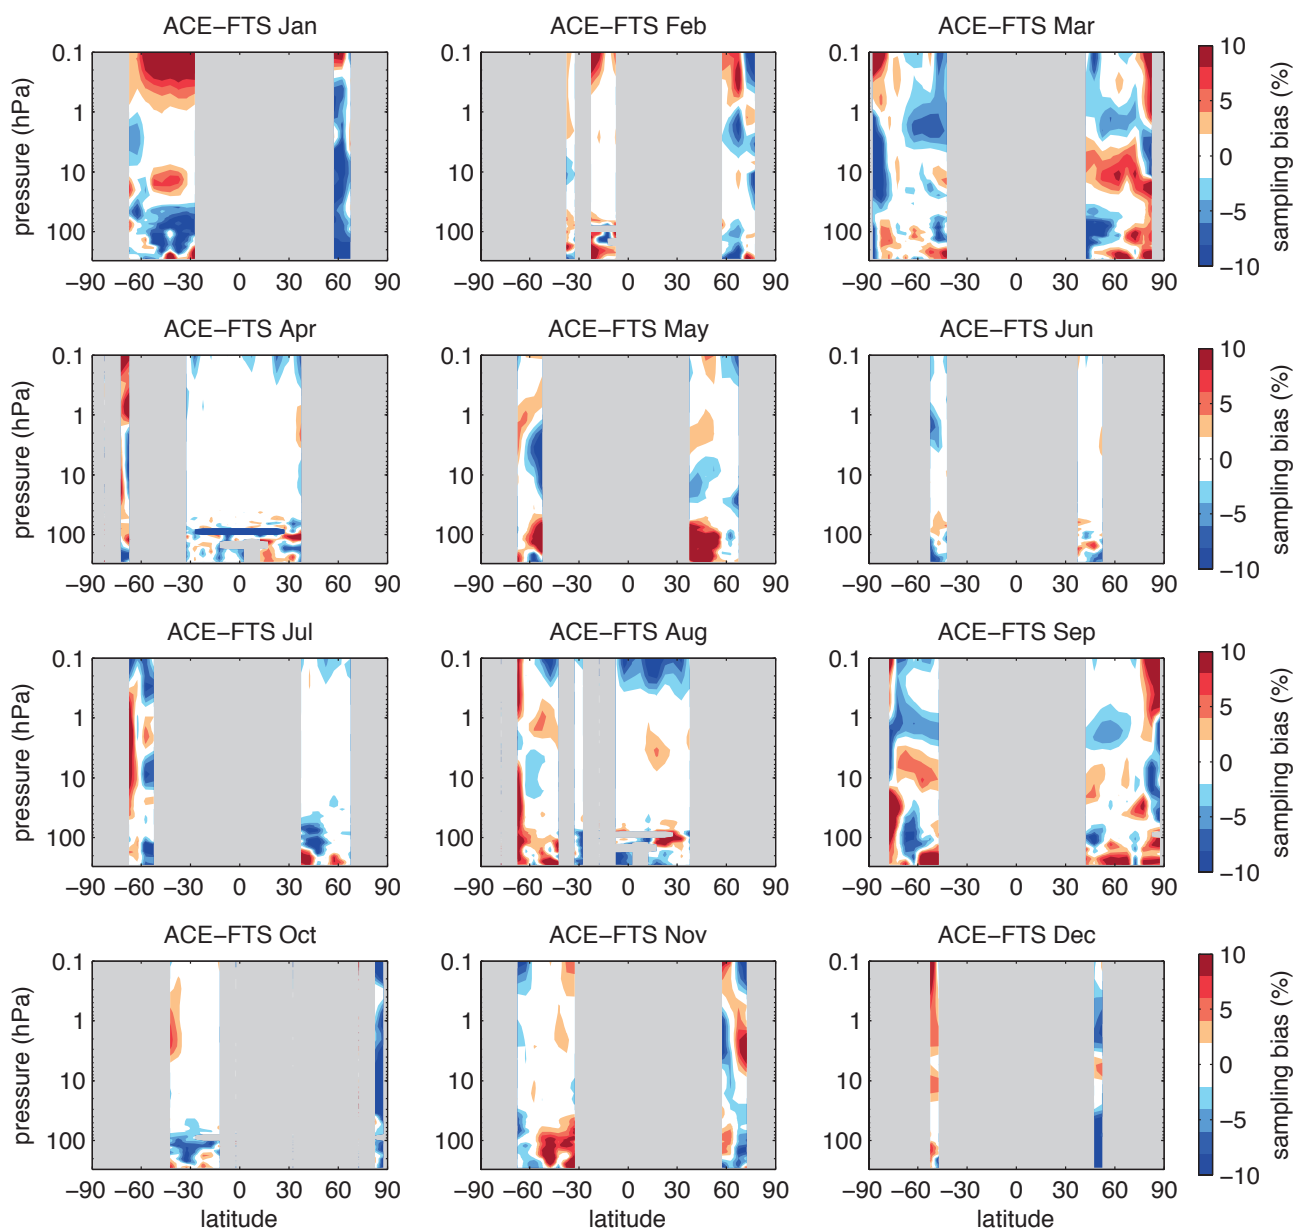 ACE−FTS Jan ACE−FTS Feb ACE−FTS Mar
0.1 0.1 0.1 10
1 1 1 5
10 10 10 0
100 100 100 −5
−10
pressure (hPa) sampling bias (%)
−90 −60 −30 0 30 60 90 −90 −60 −30 0 30 60 90 −90 −60 −30 0 30 60 90
ACE−FTS Apr ACE−FTS May ACE−FTS Jun
0.1 0.1 0.1 10
1 1 1 5
10 10 10 0
100 100 100 −5
−10
pressure (hPa) sampling bias (%)
−90 −60 −30 0 30 60 90 −90 −60 −30 0 30 60 90 −90 −60 −30 0 30 60 90
ACE−FTS Jul ACE−FTS Aug ACE−FTS Sep
0.1 0.1 0.1 10
1 1 1 5
10 10 10 0
100 100 100 −5
−10
pressure (hPa) sampling bias (%)
−90 −60 −30 0 30 60 90 −90 −60 −30 0 30 60 90 −90 −60 −30 0 30 60 90
ACE−FTS Oct ACE−FTS Nov ACE−FTS Dec
0.1 0.1 0.1 10
1 1 1 5
10 10 10 0
100 100 100 −5
−10
pressure (hPa) sampling bias (%)
−90 −60 −30 0 30 60 90 −90 −60 −30 0 30 60 90 −90 −60 −30 0 30 60 90
latitude latitude latitude